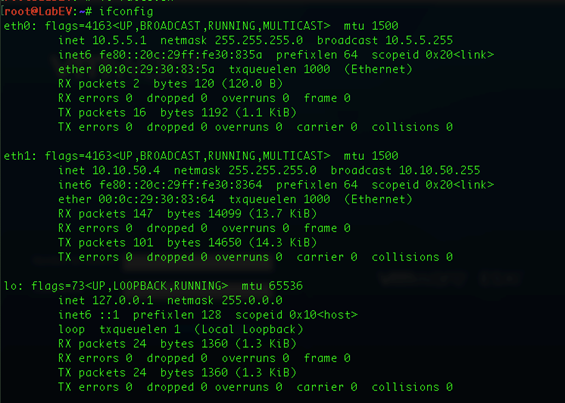 [root@LabEV:~# ifconfig
eth0: flags=4163<UP,BROADCAST,RUNNING,MULTICAST>  mtu 1500
inet 10.5.5.1  netmask 255.255.255.0  broadcast 10.5.5.255
inet6 fe80::20c:29ff:fe30:835a  prefixlen 64  scopeid 0x20<link>
ether 00:0c:29:30:83:5a  txqueuelen 1000  (Ethernet)
RX packets 2  bytes 120 (120.0 B)
RX errors 0  dropped 0  overruns 0  frame 0
TX packets 16  bytes 1192 (1.1 KiB)
TX errors 0  dropped 0 overruns 0  carrier 0  collisions 0
eth1: flags=4163<UP,BROADCAST,RUNNING,MULTICAST>  mtu 1500
inet 10.10.50.4  netmask 255.255.255.0  broadcast 10.10.50.255
inet6 fe80::20c:29ff:fe30:8364  prefixlen 64  scopeid 0x20<link>
ether 00:0c:29:30:83:64  txqueuelen 1000  (Ethernet)
RX packets 147  bytes 14099 (13.7 KiB)
RX errors 0  dropped 0  overruns 0  frame 0
TX packets 101  bytes 14650 (14.3 KiB)
TX errors 0  dropped 0 overruns 0  carrier 0  collisions 0
lo: flags=73<UP,LOOPBACK,RUNNING>  mtu 65536
inet 127.0.0.1  netmask 255.0.0.0
inet6 ::1  prefixlen 128  scopeid 0x10<host>
loop  txqueuelen 1  (Local Loopback)
RX packets 24  bytes 1360 (1.3 KiB)
RX errors 0  dropped 0  overruns 0  frame 0
TX packets 24  bytes 1360 (1.3 KiB)
TX errors 0  dropped 0 overruns 0  carrier 0  collisions 0